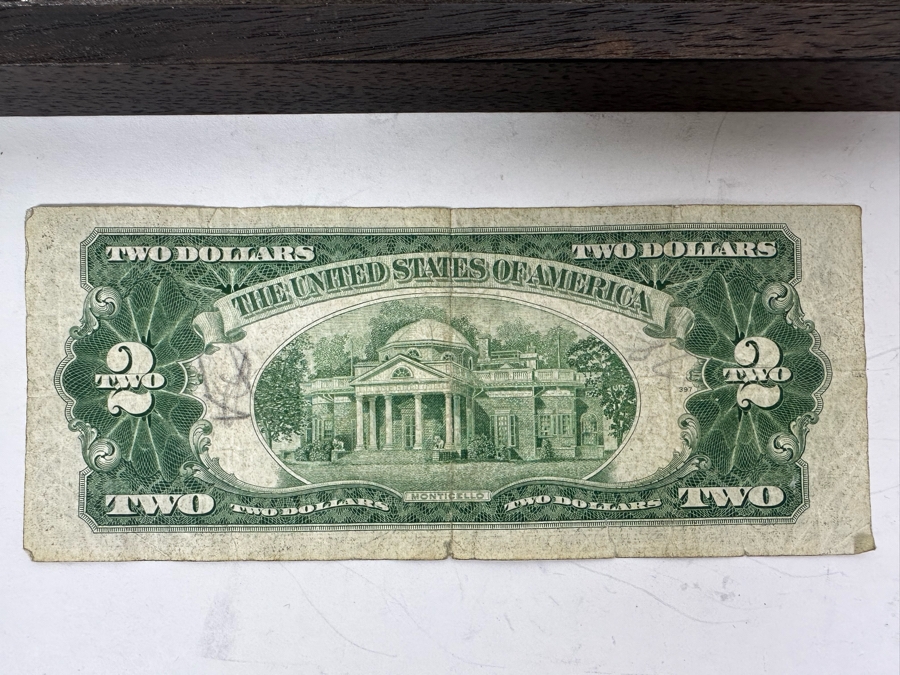 TWO DOLLARS TWO DOLLARS
THE UNITED STATES OF AMERICA
2 2
TWO TWO
397
MONTICELLO
TWO TWO DOLLARS TWO DOLLARS TWO